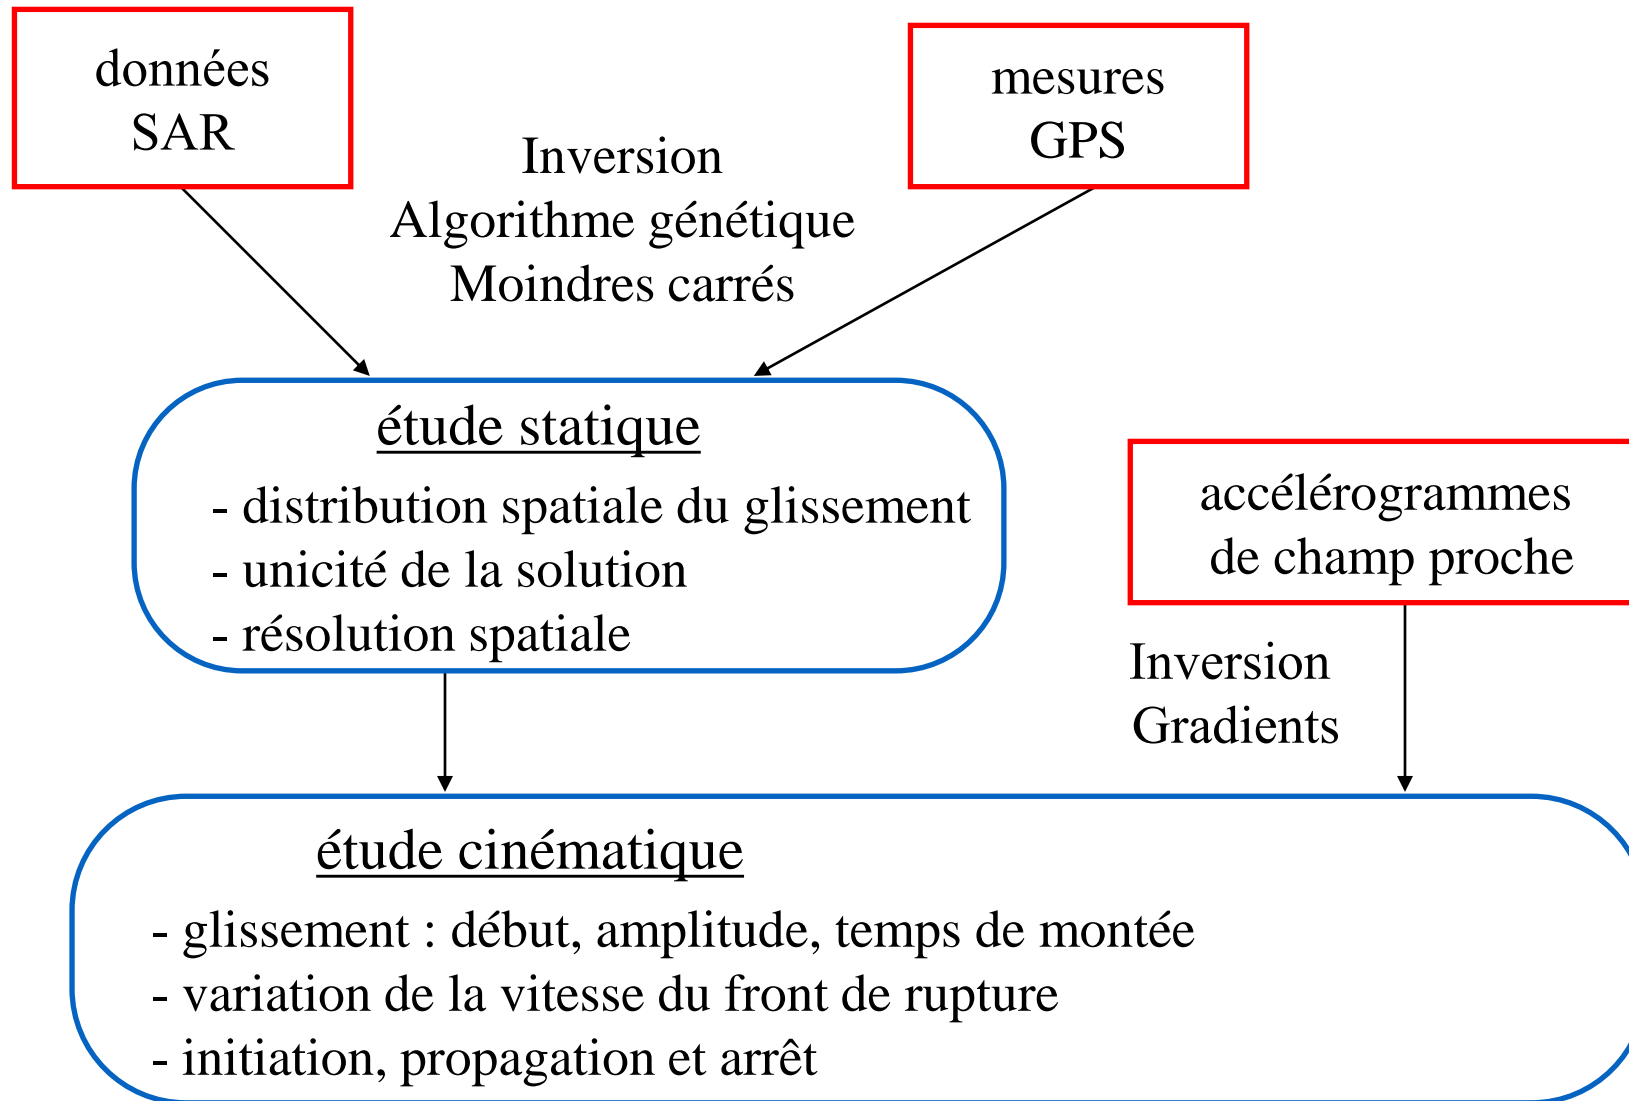 données
SAR
mesures
GPS
Inversion
Algorithme génétique
Moindres carrés
étude statique
- distribution spatiale du glissement
- unicité de la solution
- résolution spatiale
accélérogrammes
de champ proche
Inversion
Gradients
étude cinématique
- glissement : début, amplitude, temps de montée
- variation de la vitesse du front de rupture
- initiation, propagation et arrêt